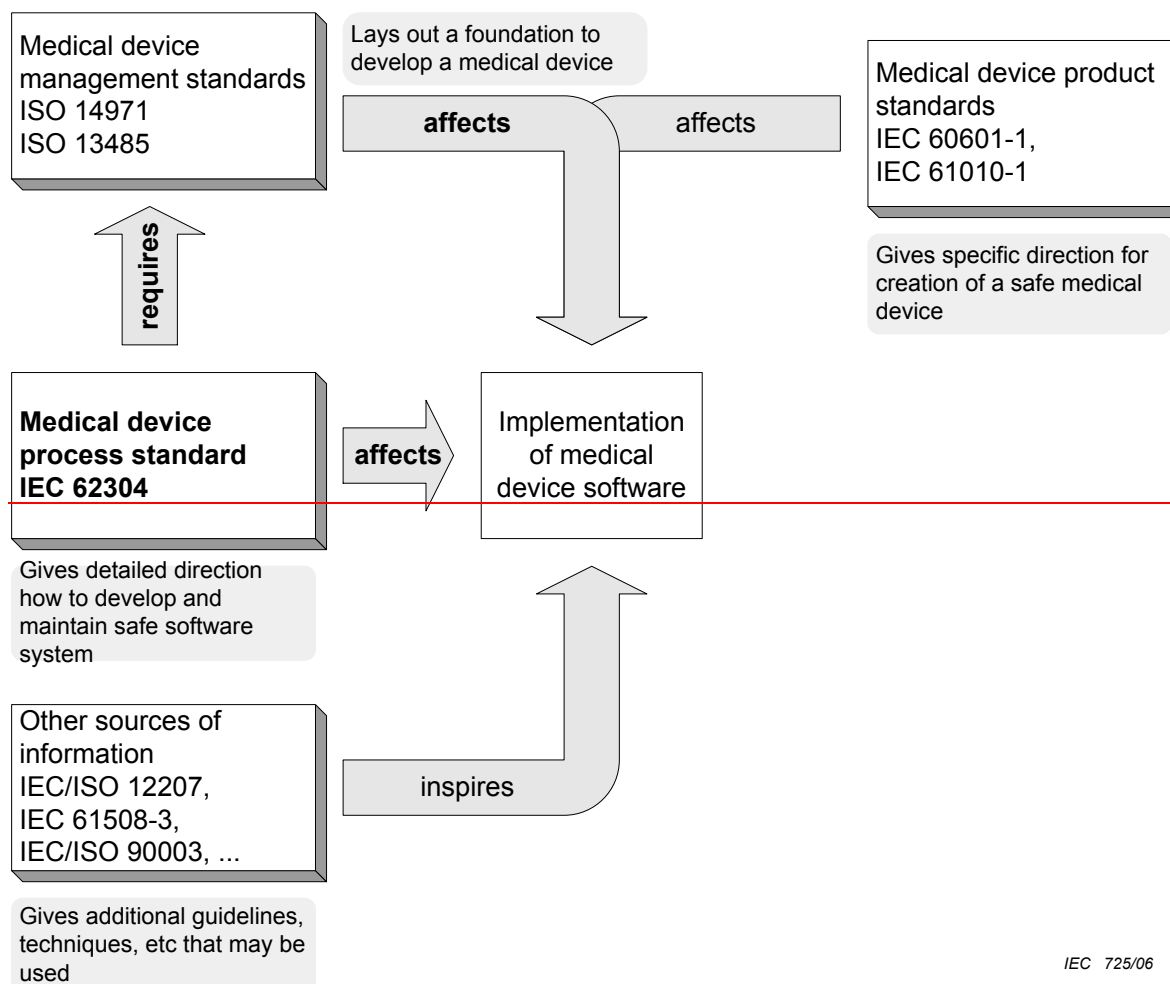 Medical device
management standards
ISO 14971
ISO 13485
Lays out a foundation to
develop a medical device
affects
affects
Medical device product
standards
IEC 60601-1,
IEC 61010-1
Gives specific direction for
creation of a safe medical
device
requires
Medical device
process standard
IEC 62304
affects
Implementation
of medical
device software
Gives detailed direction
how to develop and
maintain safe software
system
Other sources of
information
IEC/ISO 12207,
IEC 61508-3,
IEC/ISO 90003, ...
inspires
Gives additional guidelines,
techniques, etc that may be
used
IEC 725/06